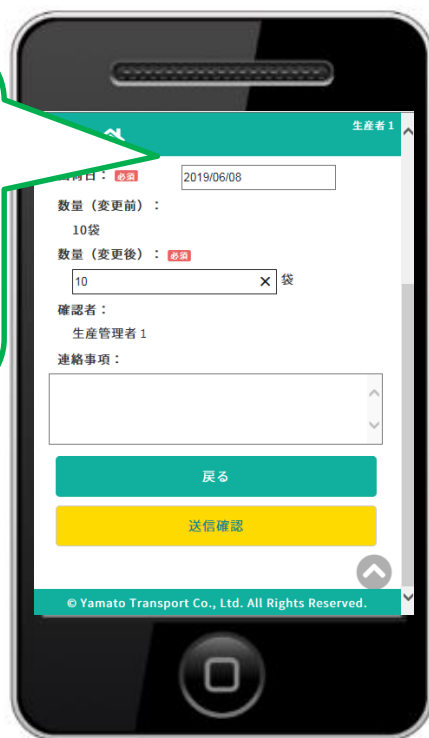 生産者1
荷日： 必須 2019/06/08
数量（変更前）：
10袋
数量（変更後）： 必須
10 × 袋
確認者：
生産管理者1
連絡事項：
戻る
送信確認
© Yamato Transport Co., Ltd. All Rights Reserved.